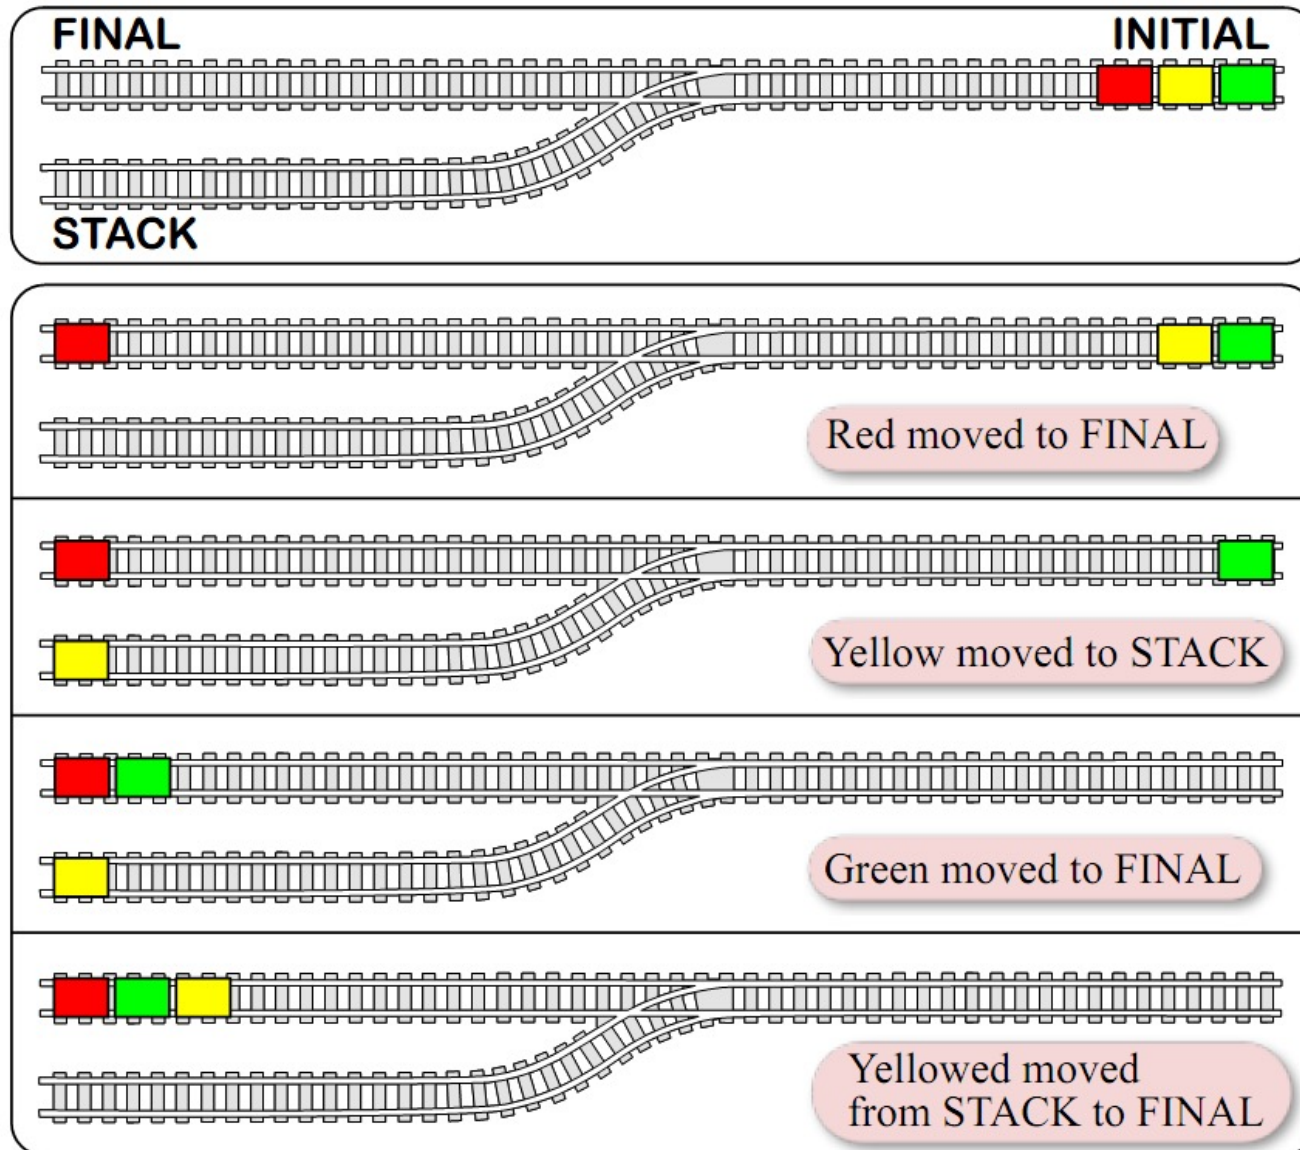 FINAL INITIAL
STACK
Red moved to FINAL
Yellow moved to STACK
Green moved to FINAL
Yellowed moved
from STACK to FINAL